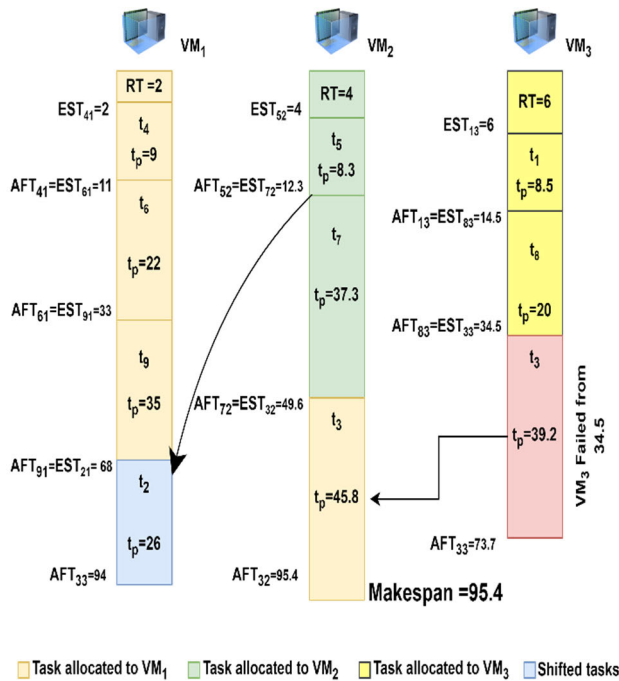 VM1
VM2
VM3
RT =2
RT=4
RT=6
EST41=2
EST52=4
EST13=6
t4
tp=9
t5
tp=8.3
t1
tp=8.5
AFT41=EST61=11
AFT52=EST72=12.3
AFT13=EST83=14.5
t6
tp=22
t7
tp=37.3
t8
tp=20
AFT61=EST91=33
AFT83=EST33=34.5
t9
tp=35
t3
tp=39.2
VM3 Failed from
34.5
AFT72=EST32=49.6
t3
tp=45.8
AFT91=EST21= 68
t2
tp=26
AFT33=73.7
AFT33=94
AFT32=95.4
Makespan =95.4
Task allocated to VM1
Task allocated to VM2
Task allocated to VM3
Shifted tasks